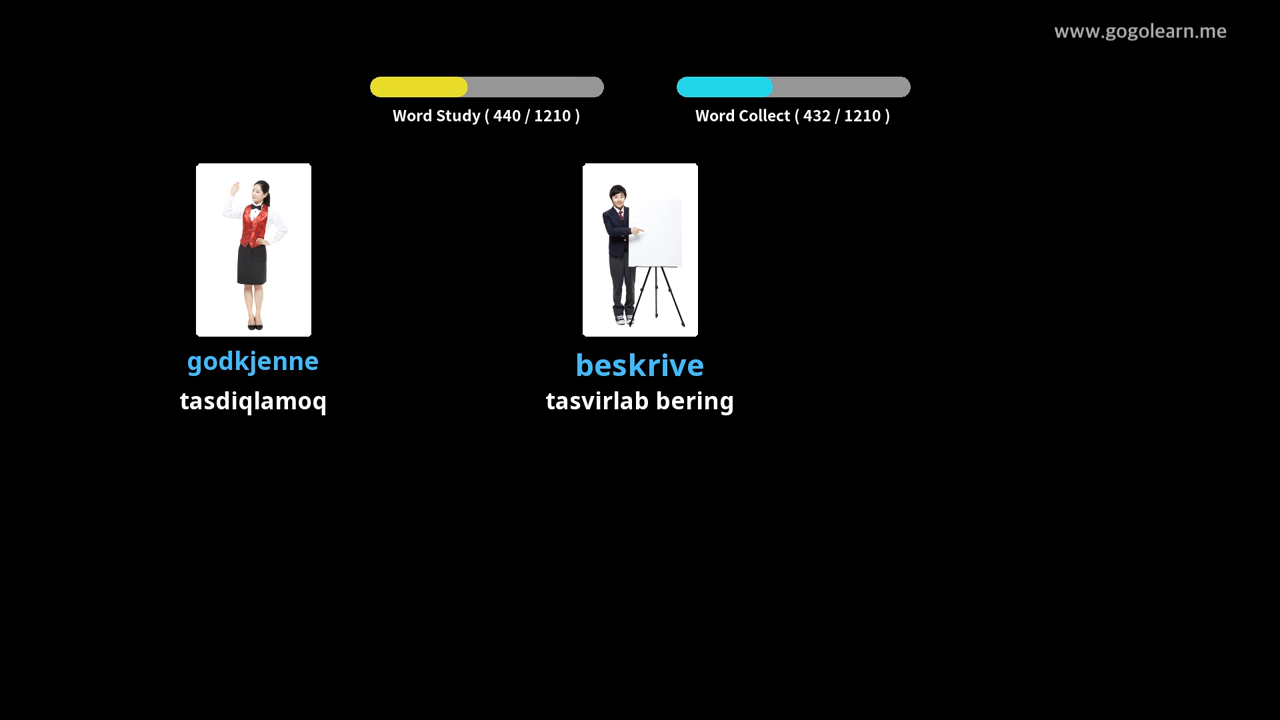 www.gogolearn.me
Word Study ( 440 / 1210 )
Word Collect ( 432 / 1210 )
godkjenne
tasdiqlamoq
beskrive
tasvirlab bering